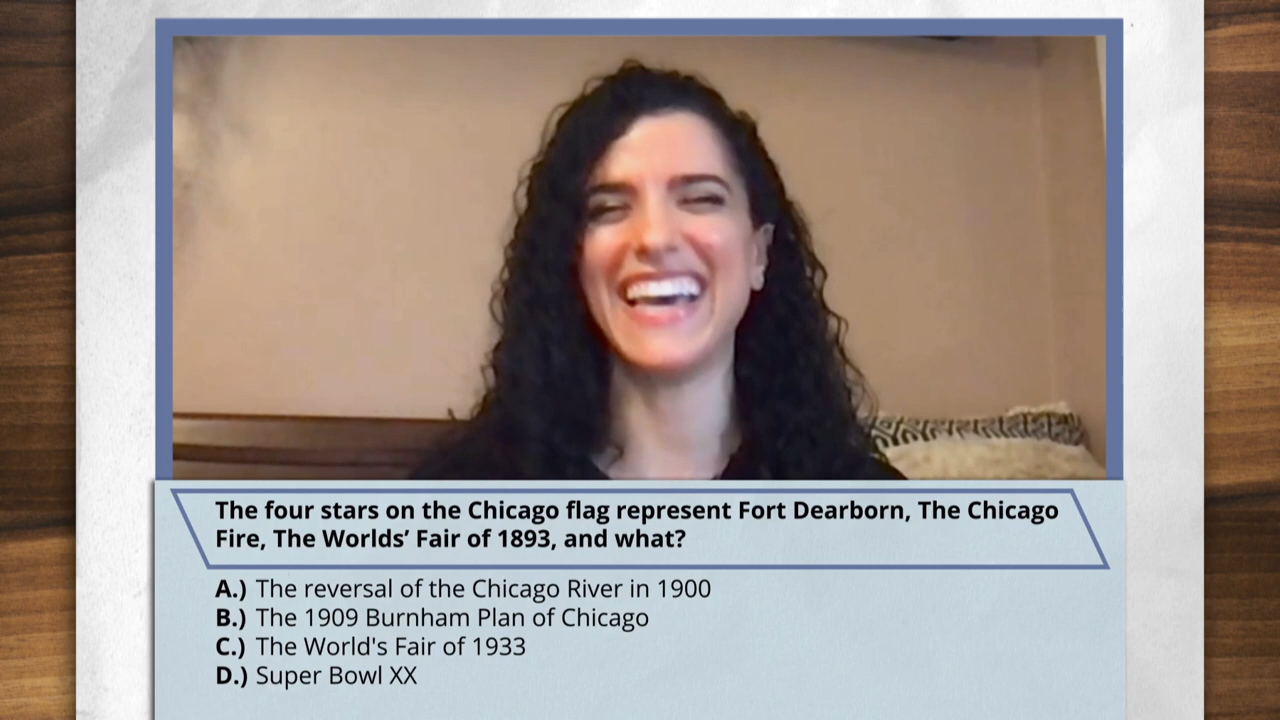 The four stars on the Chicago flag represent Fort Dearborn, The Chicago
Fire, The Worlds’ Fair of 1893, and what?
A.) The reversal of the Chicago River in 1900
B.) The 1909 Burnham Plan of Chicago
C.) The World's Fair of 1933
D.) Super Bowl XX